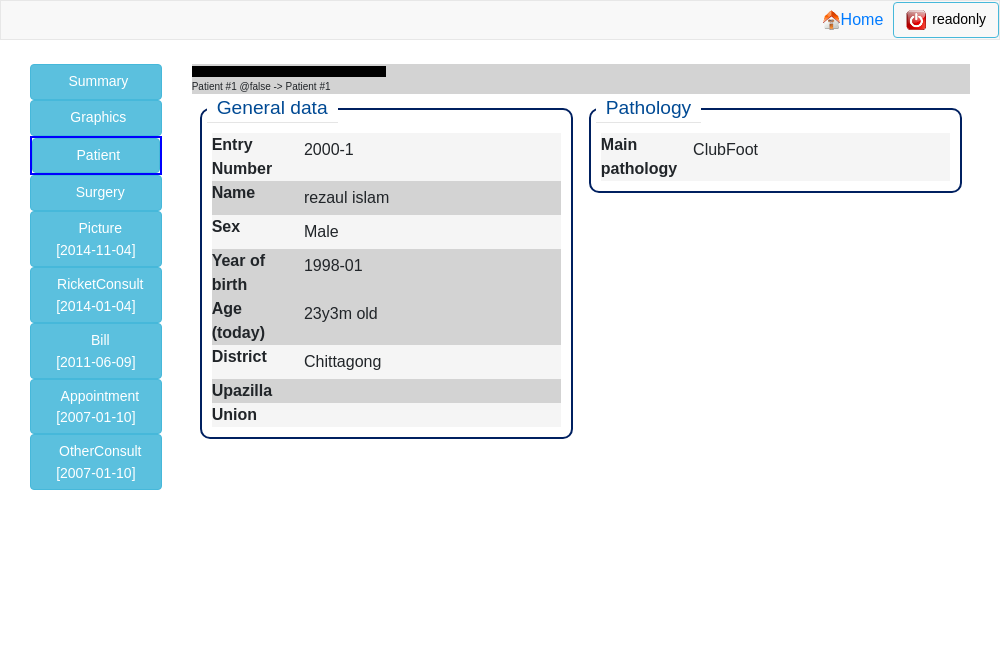 Home
readonly
Summary
Graphics
Patient
Surgery
Picture
[2014-11-04]
RicketConsult
[2014-01-04]
Bill
[2011-06-09]
Appointment
[2007-01-10]
OtherConsult
[2007-01-10]
Patient #1 @false -> Patient #1
General data
Entry Number 2000-1
Name rezaul islam
Sex Male
Year of birth 1998-01
Age (today) 23y3m old
District Chittagong
Upazilla
Union
Pathology
Main pathology ClubFoot